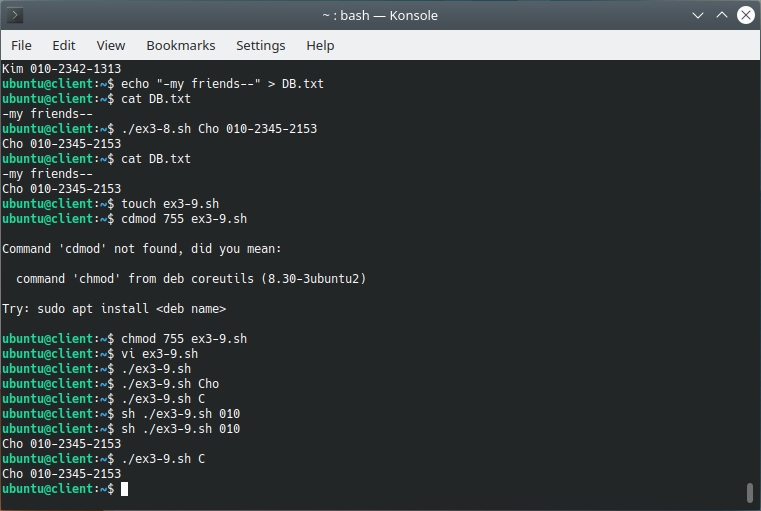 ~ : bash — Konsole
File Edit View Bookmarks Settings Help
Kim 010-2342-1313
ubuntu@client:~$ echo "-my friends--" > DB.txt
ubuntu@client:~$ cat DB.txt
-my friends--
ubuntu@client:~$ ./ex3-8.sh Cho 010-2345-2153
Cho 010-2345-2153
ubuntu@client:~$ cat DB.txt
-my friends--
Cho 010-2345-2153
ubuntu@client:~$ touch ex3-9.sh
ubuntu@client:~$ cdmod 755 ex3-9.sh
Command 'cdmod' not found, did you mean:
command 'chmod' from deb coreutils (8.30-3ubuntu2)
Try: sudo apt install <deb name>
ubuntu@client:~$ chmod 755 ex3-9.sh
ubuntu@client:~$ vi ex3-9.sh
ubuntu@client:~$ ./ex3-9.sh
ubuntu@client:~$ ./ex3-9.sh Cho
ubuntu@client:~$ ./ex3-9.sh C
ubuntu@client:~$ sh ./ex3-9.sh 010
ubuntu@client:~$ sh ./ex3-9.sh 010
Cho 010-2345-2153
ubuntu@client:~$ ./ex3-9.sh C
Cho 010-2345-2153
ubuntu@client:~$